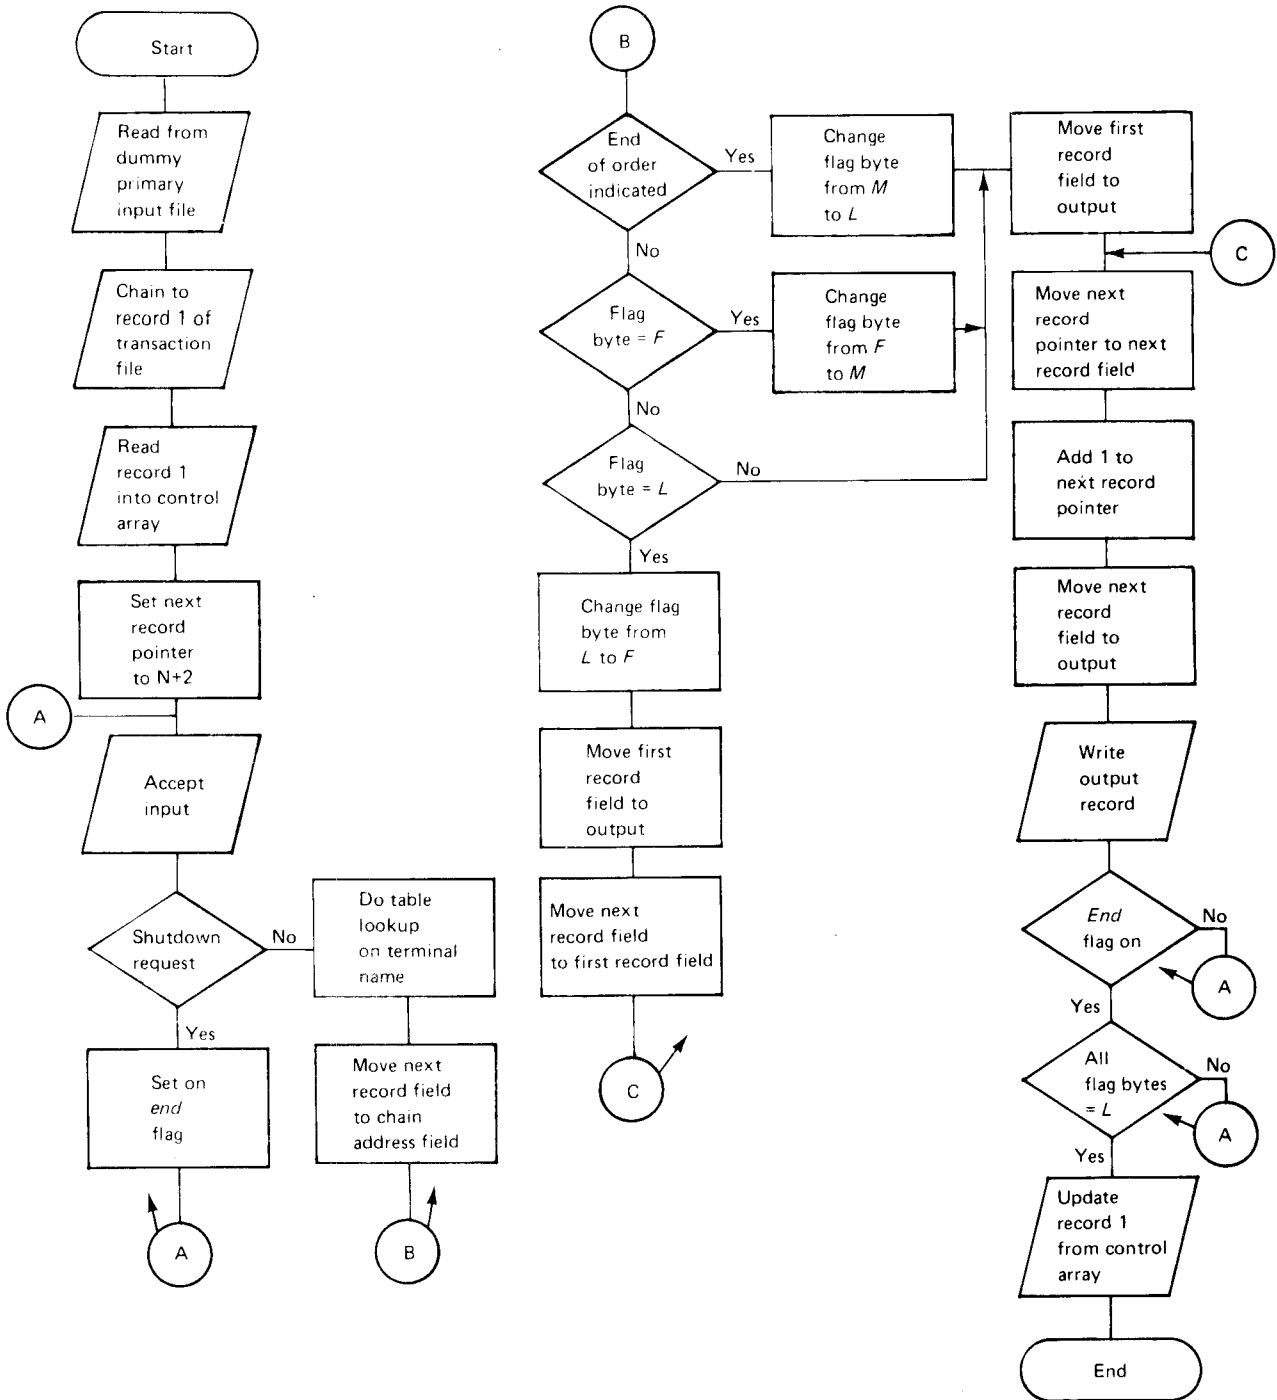 Start
Read from
dummy
primary
input file
Chain to
record 1 of
transaction
file
Read
record 1
into control
array
Set next
record
pointer
to N+2
A
Accept
input
Shutdown
request
No
Yes
Set on
end
flag
A
Do table
lookup
on terminal
name
Move next
record field
to chain
address field
B
B
End
of order
indicated
Yes
No
Change
flag byte
from M
to L
Flag
byte = F
Yes
No
Change
flag byte
from F
to M
Flag
byte = L
No
Yes
Change flag
byte from
L to F
Move first
record
field to
output
Move next
record field
to first record field
C
Move first
record
field to
output
C
Move next
record
pointer to next
record field
Add 1 to
next record
pointer
Move next
record
field to
output
Write
output
record
End
flag on
No
A
Yes
All
flag bytes
= L
No
A
Yes
Update
record 1
from control
array
End